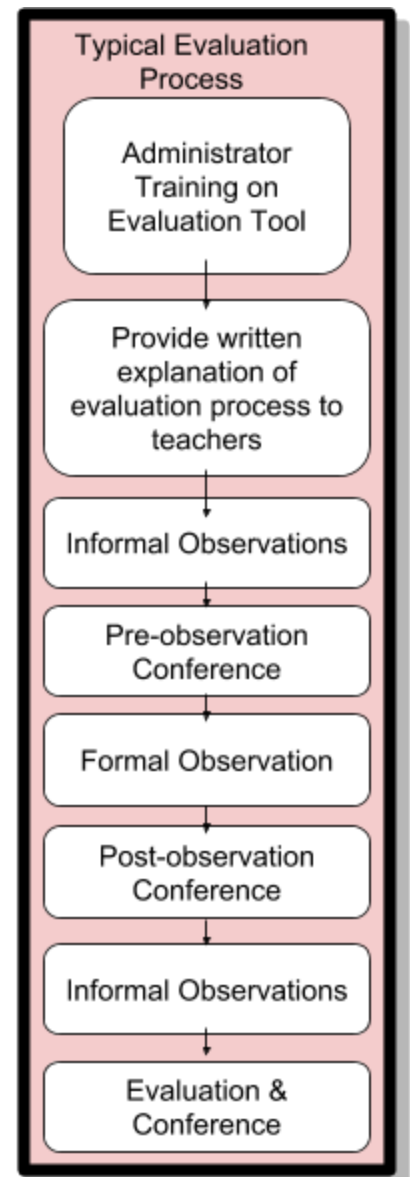 Typical Evaluation
Process
Administrator
Training on
Evaluation Tool
Provide written
explanation of
evaluation process to
teachers
Informal Observations
Pre-observation
Conference
Formal Observation
Post-observation
Conference
Informal Observations
Evaluation &
Conference